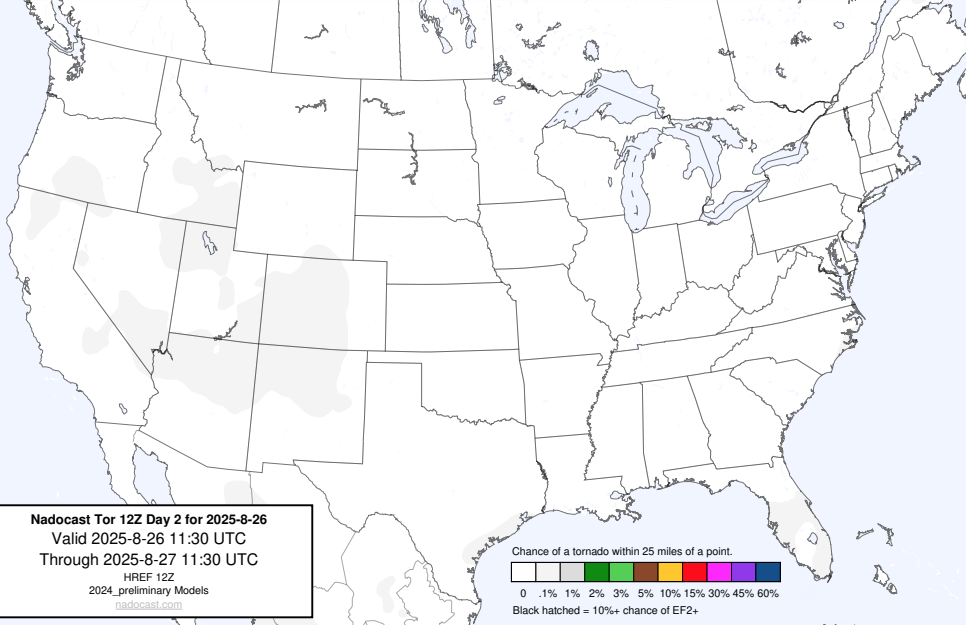 Nadocast Tor 12Z Day 2 for 2025-8-26
Valid 2025-8-26 11:30 UTC
Through 2025-8-27 11:30 UTC
HREF 12Z
2024_preliminary Models
nadocast.com
Chance of a tornado within 25 miles of a point.
0 .1% 1% 2% 3% 5% 10% 15% 30% 45% 60%
Black hatched = 10%+ chance of EF2+